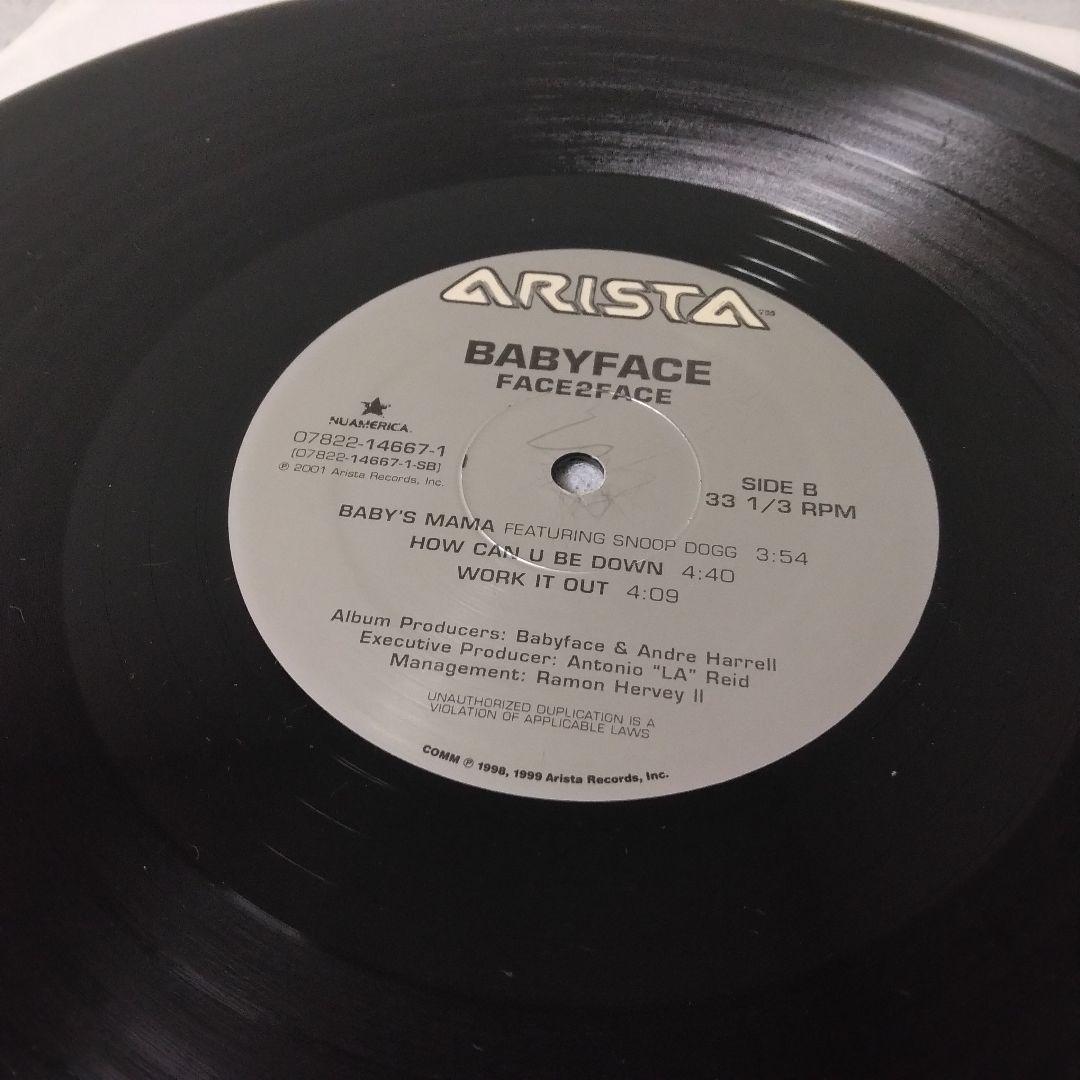 ARISTA™
BABYFACE
FACE2FACE
NUAMERICA
07822-14667-1
(07822-14667-1-SB)
℗ 2001 Arista Records, Inc.
SIDE B
33 1/3 RPM
BABY'S MAMA FEATURING SNOOP DOGG 3:54
HOW CAN U BE DOWN 4:40
WORK IT OUT 4:09
Album Producers: Babyface & Andre Harrell
Executive Producer: Antonio "LA" Reid
Management: Ramon Hervey II
UNAUTHORIZED DUPLICATION IS A
VIOLATION OF APPLICABLE LAWS
COMM ℗ 1998, 1999 Arista Records, Inc.